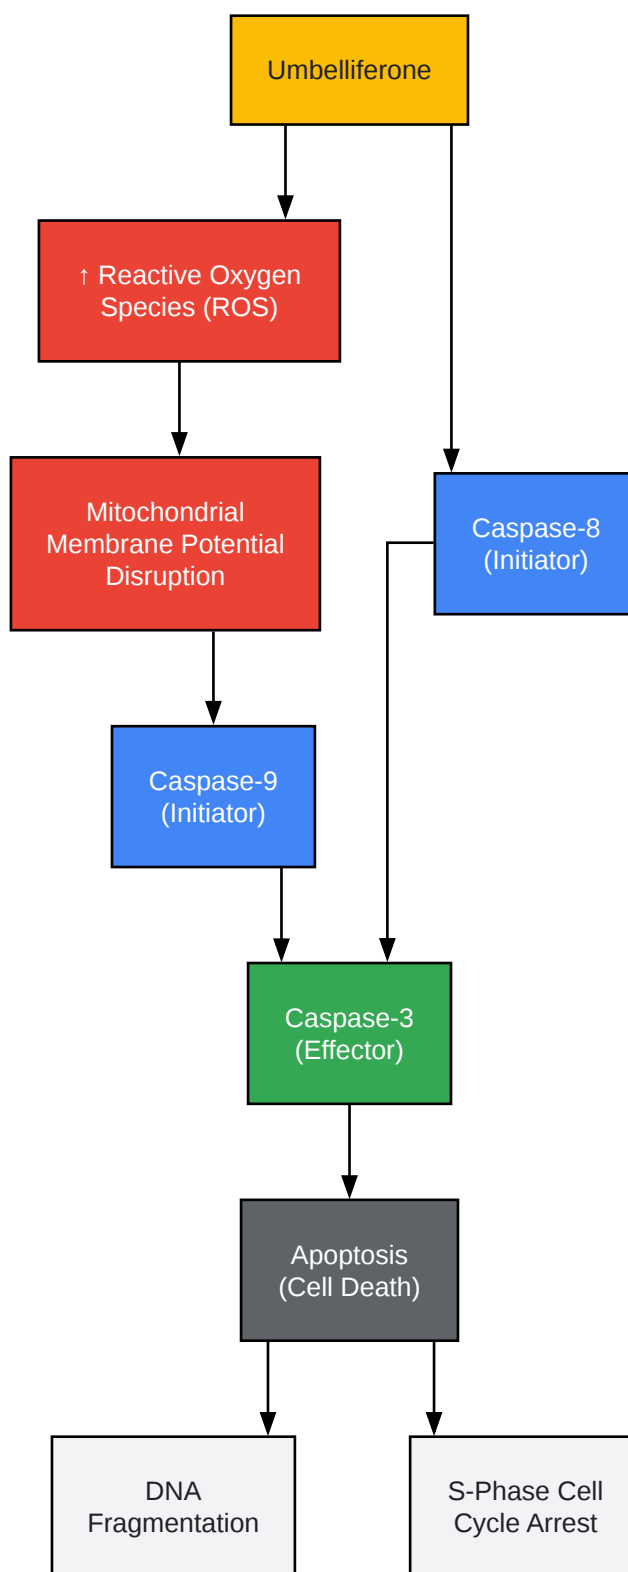 Umbelliferone
↑ Reactive Oxygen
Species (ROS)
Mitochondrial
Membrane Potential
Disruption
Caspase-8
(Initiator)
Caspase-9
(Initiator)
Caspase-3
(Effector)
Apoptosis
(Cell Death)
DNA
Fragmentation
S-Phase Cell
Cycle Arrest